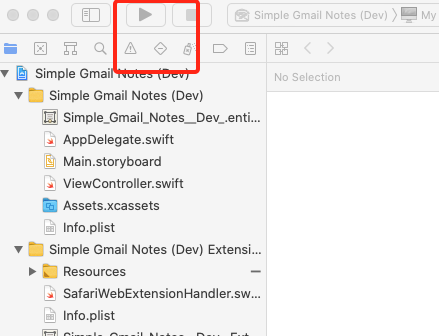 Simple Gmail Notes (Dev) 〉 My
No Selection
Simple Gmail Notes (Dev)
Simple Gmail Notes (Dev)
Simple_Gmail_Notes__Dev_.enti...
AppDelegate.swift
Main.storyboard
ViewController.swift
Assets.xcassets
Info.plist
Simple Gmail Notes (Dev) Extensi...
Resources
SafariWebExtensionHandler.sw...
Info.plist